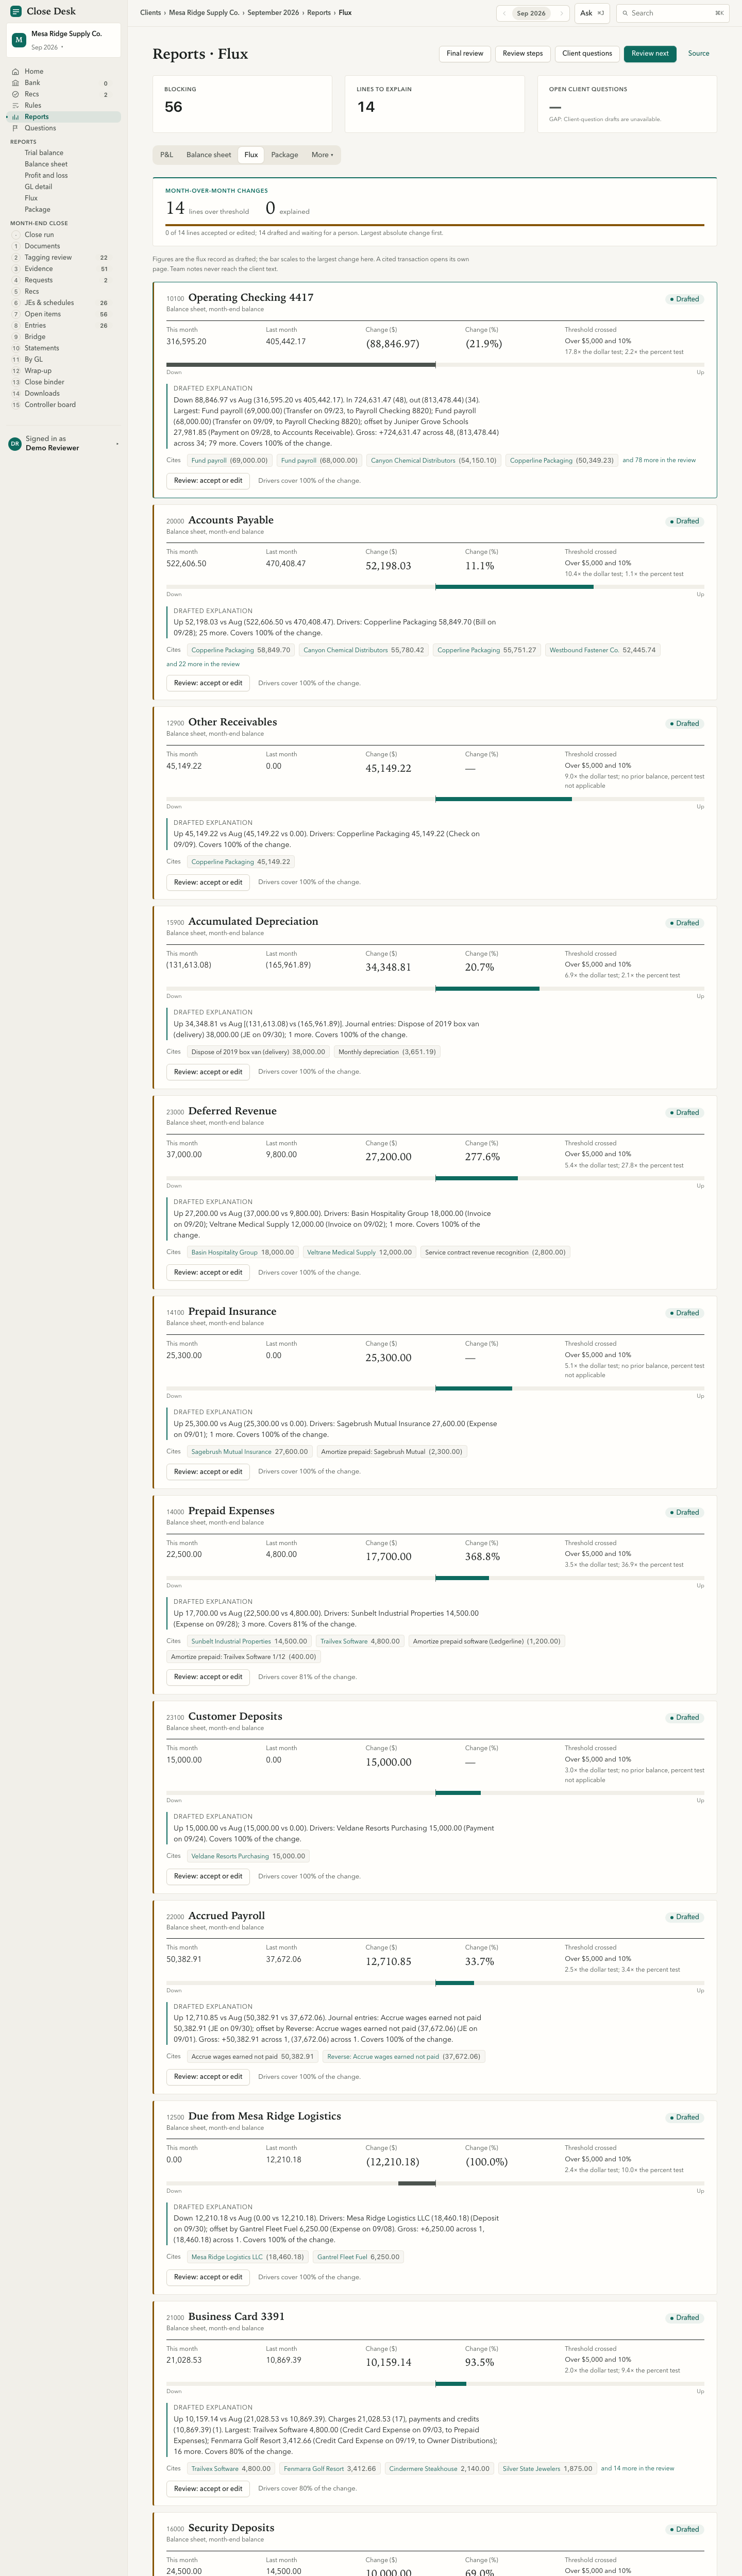 Close Desk
M
Mesa Ridge Supply Co.
Sep 2026
Home
Bank 0
Recs 2
Rules
Reports
Questions
REPORTS
Trial balance
Balance sheet
Profit and loss
GL detail
Flux
Package
MONTH-END CLOSE
Close run
1 Documents
2 Tagging review 22
3 Evidence 51
4 Requests 2
5 Recs
6 JEs & schedules 26
7 Open items 56
8 Entries 26
9 Bridge
10 Statements
11 By GL
12 Wrap-up
13 Close binder
14 Downloads
15 Controller board
DR
Signed in as
Demo Reviewer
Clients › Mesa Ridge Supply Co. › September 2026 › Reports › Flux
‹ Sep 2026 ›
Ask ⌘J
Search ⌘K
Reports · Flux
Final review
Review steps
Client questions
Review next
Source
BLOCKING
56
LINES TO EXPLAIN
14
OPEN CLIENT QUESTIONS
—
GAP: Client-question drafts are unavailable.
P&L
Balance sheet
Flux
Package
More
MONTH-OVER-MONTH CHANGES
14 lines over threshold 0 explained
0 of 14 lines accepted or edited; 14 drafted and waiting for a person. Largest absolute change first.
Figures are the flux record as drafted; the bar scales to the largest change here. A cited transaction opens its own
page. Team notes never reach the client text.
10100 Operating Checking 4417
Drafted
Balance sheet, month-end balance
This month Last month Change ($) Change (%) Threshold crossed
316,595.20 405,442.17 (88,846.97) (21.9%) Over $5,000 and 10%
17.8× the dollar test; 2.2× the percent test
Down Up
DRAFTED EXPLANATION
Down 88,846.97 vs Aug (316,595.20 vs 405,442.17). In 724,631.47 (48), out (813,478.44) (34).
Largest: Fund payroll (69,000.00) (Transfer on 09/23, to Payroll Checking 8820); Fund payroll
(68,000.00) (Transfer on 09/09, to Payroll Checking 8820); offset by Juniper Grove Schools
27,981.85 (Payment on 09/28, to Accounts Receivable). Gross: +724,631.47 across 48, (813,478.44)
across 34; 79 more. Covers 100% of the change.
Cites Fund payroll (69,000.00) Fund payroll (68,000.00) Canyon Chemical Distributors (54,150.10) Copperline Packaging (50,349.23) and 78 more in the review
Review: accept or edit Drivers cover 100% of the change.
20000 Accounts Payable
Drafted
Balance sheet, month-end balance
This month Last month Change ($) Change (%) Threshold crossed
522,606.50 470,408.47 52,198.03 11.1% Over $5,000 and 10%
10.4× the dollar test; 1.1× the percent test
Down Up
DRAFTED EXPLANATION
Up 52,198.03 vs Aug (522,606.50 vs 470,408.47). Drivers: Copperline Packaging 58,849.70 (Bill on
09/28); 25 more. Covers 100% of the change.
Cites Copperline Packaging 58,849.70 Canyon Chemical Distributors 55,780.42 Copperline Packaging 55,751.27 Westbound Fastener Co. 52,445.74
and 22 more in the review
Review: accept or edit Drivers cover 100% of the change.
12900 Other Receivables
Drafted
Balance sheet, month-end balance
This month Last month Change ($) Change (%) Threshold crossed
45,149.22 0.00 45,149.22 — Over $5,000 and 10%
9.0× the dollar test; no prior balance, percent test
not applicable
Down Up
DRAFTED EXPLANATION
Up 45,149.22 vs Aug (45,149.22 vs 0.00). Drivers: Copperline Packaging 45,149.22 (Check on
09/09). Covers 100% of the change.
Cites Copperline Packaging 45,149.22
Review: accept or edit Drivers cover 100% of the change.
15900 Accumulated Depreciation
Drafted
Balance sheet, month-end balance
This month Last month Change ($) Change (%) Threshold crossed
(131,613.08) (165,961.89) 34,348.81 20.7% Over $5,000 and 10%
6.9× the dollar test; 2.1× the percent test
Down Up
DRAFTED EXPLANATION
Up 34,348.81 vs Aug [(131,613.08) vs (165,961.89)]. Journal entries: Dispose of 2019 box van
(delivery) 38,000.00 (JE on 09/30); 1 more. Covers 100% of the change.
Cites Dispose of 2019 box van (delivery) 38,000.00 Monthly depreciation (3,651.19)
Review: accept or edit Drivers cover 100% of the change.
23000 Deferred Revenue
Drafted
Balance sheet, month-end balance
This month Last month Change ($) Change (%) Threshold crossed
37,000.00 9,800.00 27,200.00 277.6% Over $5,000 and 10%
5.4× the dollar test; 27.8× the percent test
Down Up
DRAFTED EXPLANATION
Up 27,200.00 vs Aug (37,000.00 vs 9,800.00). Drivers: Basin Hospitality Group 18,000.00 (Invoice
on 09/20); Veltrane Medical Supply 12,000.00 (Invoice on 09/02); 1 more. Covers 100% of the
change.
Cites Basin Hospitality Group 18,000.00 Veltrane Medical Supply 12,000.00 Service contract revenue recognition (2,800.00)
Review: accept or edit Drivers cover 100% of the change.
14100 Prepaid Insurance
Drafted
Balance sheet, month-end balance
This month Last month Change ($) Change (%) Threshold crossed
25,300.00 0.00 25,300.00 — Over $5,000 and 10%
5.1× the dollar test; no prior balance, percent test
not applicable
Down Up
DRAFTED EXPLANATION
Up 25,300.00 vs Aug (25,300.00 vs 0.00). Drivers: Sagebrush Mutual Insurance 27,600.00 (Expense
on 09/01); 1 more. Covers 100% of the change.
Cites Sagebrush Mutual Insurance 27,600.00 Amortize prepaid: Sagebrush Mutual (2,300.00)
Review: accept or edit Drivers cover 100% of the change.
14000 Prepaid Expenses
Drafted
Balance sheet, month-end balance
This month Last month Change ($) Change (%) Threshold crossed
22,500.00 4,800.00 17,700.00 368.8% Over $5,000 and 10%
3.5× the dollar test; 36.9× the percent test
Down Up
DRAFTED EXPLANATION
Up 17,700.00 vs Aug (22,500.00 vs 4,800.00). Drivers: Sunbelt Industrial Properties 14,500.00
(Expense on 09/28); 3 more. Covers 81% of the change.
Cites Sunbelt Industrial Properties 14,500.00 Trailvex Software 4,800.00 Amortize prepaid software (Ledgerline) (1,200.00)
Amortize prepaid: Trailvex Software 1/12 (400.00)
Review: accept or edit Drivers cover 81% of the change.
23100 Customer Deposits
Drafted
Balance sheet, month-end balance
This month Last month Change ($) Change (%) Threshold crossed
15,000.00 0.00 15,000.00 — Over $5,000 and 10%
3.0× the dollar test; no prior balance, percent test
not applicable
Down Up
DRAFTED EXPLANATION
Up 15,000.00 vs Aug (15,000.00 vs 0.00). Drivers: Veldane Resorts Purchasing 15,000.00 (Payment
on 09/24). Covers 100% of the change.
Cites Veldane Resorts Purchasing 15,000.00
Review: accept or edit Drivers cover 100% of the change.
22000 Accrued Payroll
Drafted
Balance sheet, month-end balance
This month Last month Change ($) Change (%) Threshold crossed
50,382.91 37,672.06 12,710.85 33.7% Over $5,000 and 10%
2.5× the dollar test; 3.4× the percent test
Down Up
DRAFTED EXPLANATION
Up 12,710.85 vs Aug (50,382.91 vs 37,672.06). Journal entries: Accrue wages earned not paid
50,382.91 (JE on 09/30); offset by Reverse: Accrue wages earned not paid (37,672.06) (JE on
09/01). Gross: +50,382.91 across 1, (37,672.06) across 1. Covers 100% of the change.
Cites Accrue wages earned not paid 50,382.91 Reverse: Accrue wages earned not paid (37,672.06)
Review: accept or edit Drivers cover 100% of the change.
12500 Due from Mesa Ridge Logistics
Drafted
Balance sheet, month-end balance
This month Last month Change ($) Change (%) Threshold crossed
0.00 12,210.18 (12,210.18) (100.0%) Over $5,000 and 10%
2.4× the dollar test; 10.0× the percent test
Down Up
DRAFTED EXPLANATION
Down 12,210.18 vs Aug (0.00 vs 12,210.18). Drivers: Mesa Ridge Logistics LLC (18,460.18) (Deposit
on 09/30); offset by Gantrel Fleet Fuel 6,250.00 (Expense on 09/08). Gross: +6,250.00 across 1,
(18,460.18) across 1. Covers 100% of the change.
Cites Mesa Ridge Logistics LLC (18,460.18) Gantrel Fleet Fuel 6,250.00
Review: accept or edit Drivers cover 100% of the change.
21000 Business Card 3391
Drafted
Balance sheet, month-end balance
This month Last month Change ($) Change (%) Threshold crossed
21,028.53 10,869.39 10,159.14 93.5% Over $5,000 and 10%
2.0× the dollar test; 9.4× the percent test
Down Up
DRAFTED EXPLANATION
Up 10,159.14 vs Aug (21,028.53 vs 10,869.39). Charges 21,028.53 (17), payments and credits
(10,869.39) (1). Largest: Trailvex Software 4,800.00 (Credit Card Expense on 09/03, to Prepaid
Expenses); Fenmarra Golf Resort 3,412.66 (Credit Card Expense on 09/19, to Owner Distributions);
16 more. Covers 80% of the change.
Cites Trailvex Software 4,800.00 Fenmarra Golf Resort 3,412.66 Cindermere Steakhouse 2,140.00 Silver State Jewelers 1,875.00 and 14 more in the review
Review: accept or edit Drivers cover 80% of the change.
16000 Security Deposits
Drafted
Balance sheet, month-end balance
This month Last month Change ($) Change (%) Threshold crossed
24,500.00 14,500.00 10,000.00 69.0% Over $5,000 and 10%